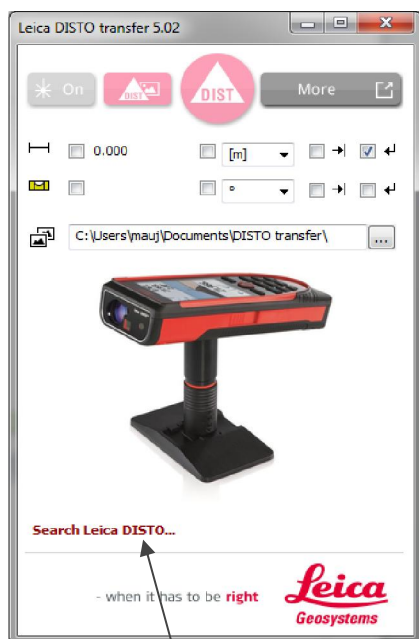 Leica DISTO transfer 5.02
On
DIST
DIST
More
0.000
[m]
°
C:\Users\mauj\Documents\DISTO transfer\
...
Search Leica DISTO...
- when it has to be right
Leica
Geosystems